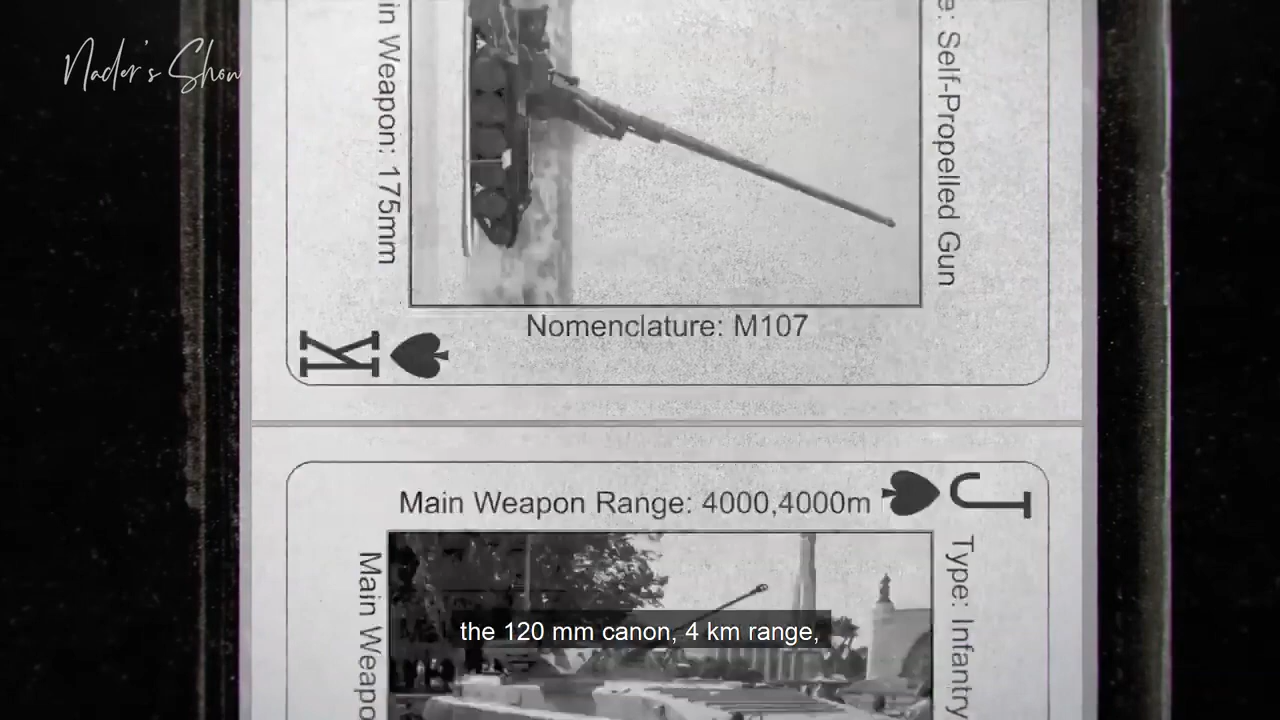 Nader's Show
in Weapon: 175mm
e: Self-Propelled Gun
Nomenclature: M107
K
J
Main Weapon Range: 4000,4000m
Main Weapo
Type: Infantry
the 120 mm canon, 4 km range,